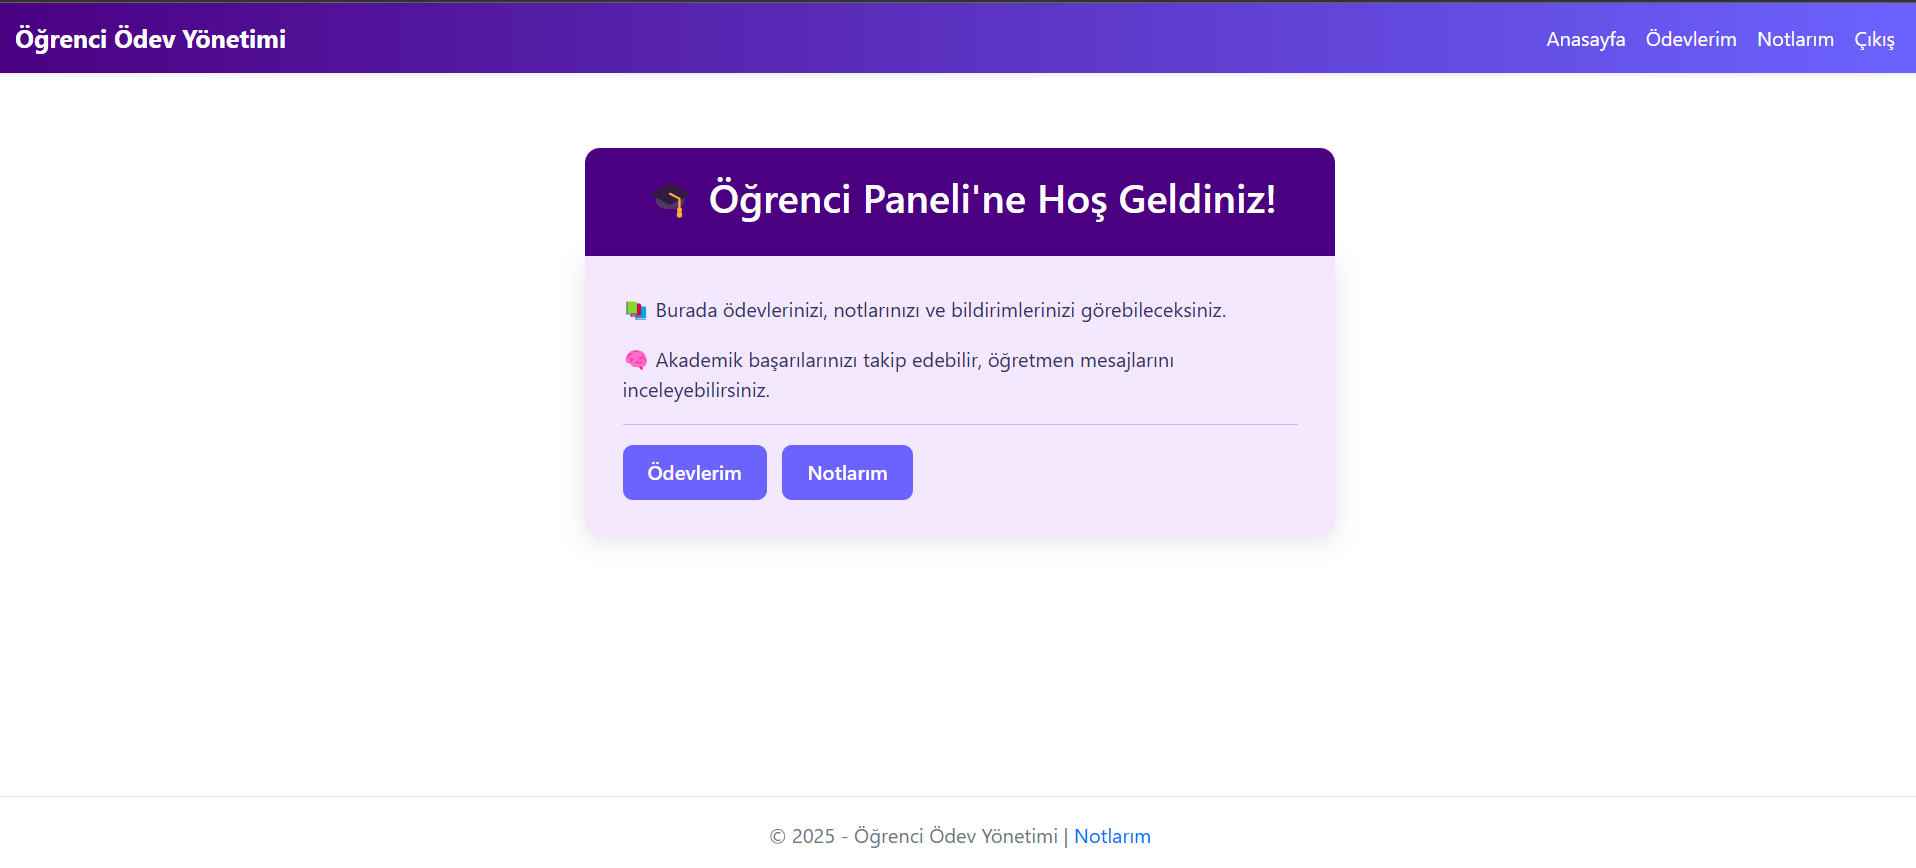 Öğrenci Ödev Yönetimi
Anasayfa Ödevlerim Notlarım Çıkış
🎓 Öğrenci Paneli'ne Hoş Geldiniz!
📚 Burada ödevlerinizi, notlarınızı ve bildirimlerinizi görebileceksiniz.
🧠 Akademik başarılarınızı takip edebilir, öğretmen mesajlarını
inceleyebilirsiniz.
Ödevlerim Notlarım
© 2025 - Öğrenci Ödev Yönetimi | Notlarım